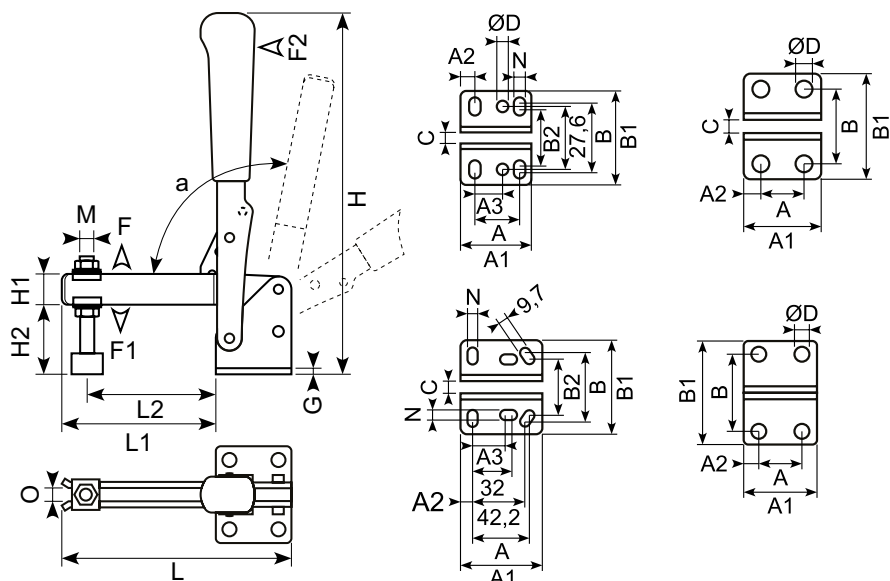 F2
a
H
M
F
H1
H2
F1
G
L2
L1
O
L
ØD
A2
N
C
B2
27,6
B
B1
A3
A
A1
ØD
C
B
B1
A2
A
A1
N
9,7
C
N
B2
B
B1
A3
A2
32
42,2
A
A1
ØD
B1
B
A2
A
A1